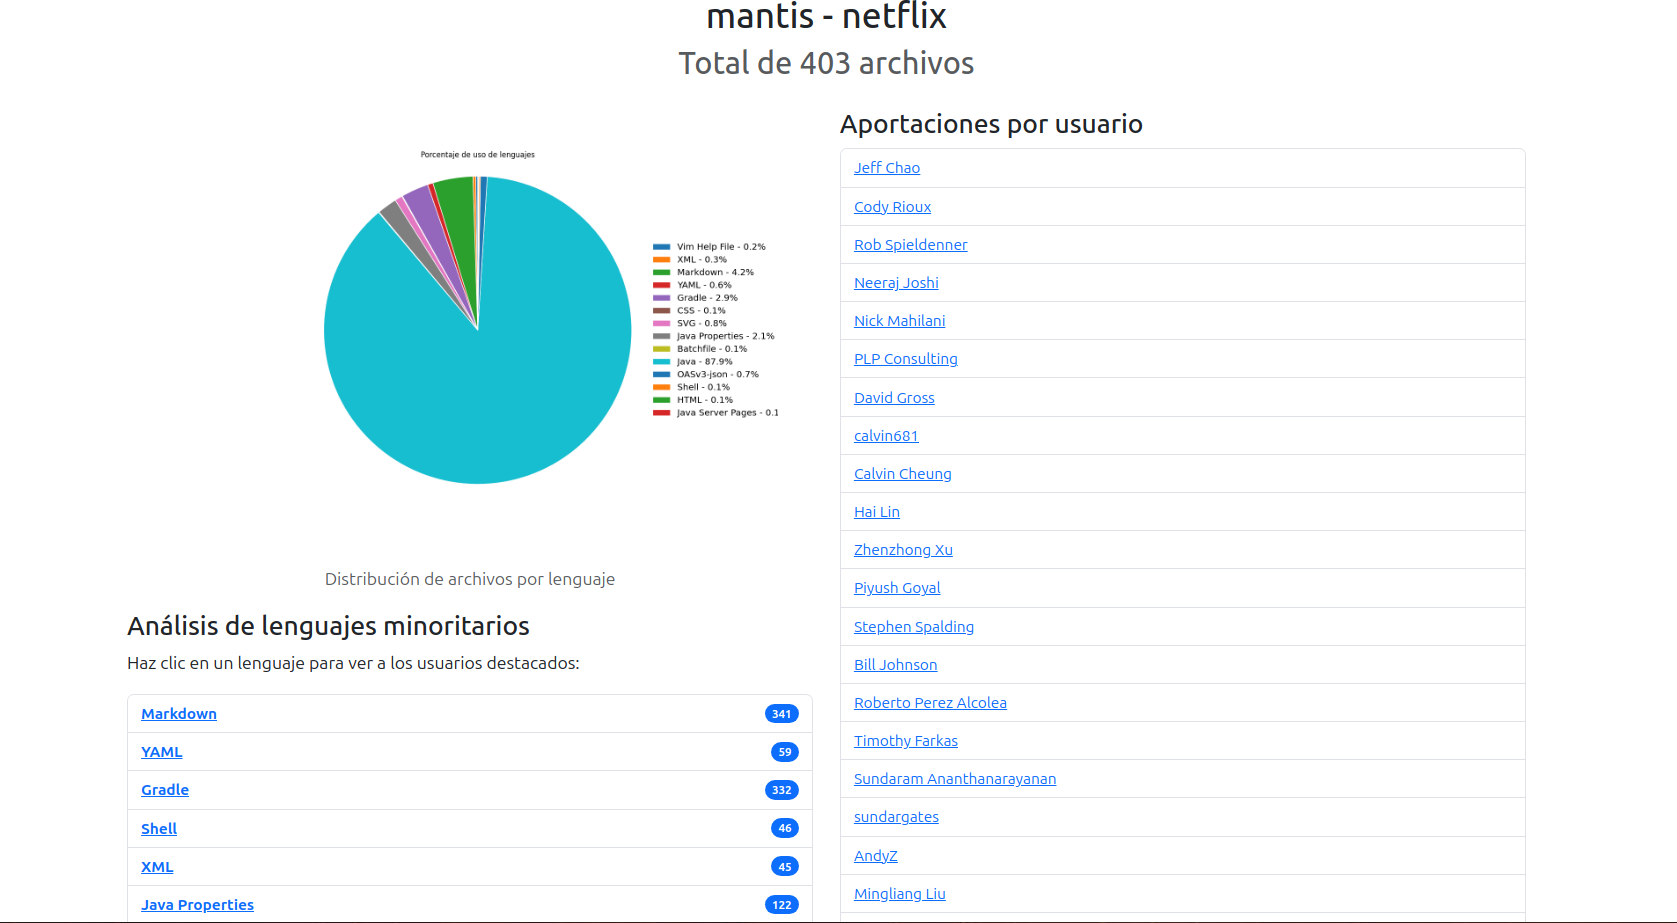 mantis - netflix
Total de 403 archivos
Porcentaje de uso de lenguajes
Vim Help File - 0.2%
XML - 0.3%
Markdown - 4.2%
YAML - 0.6%
Gradle - 2.9%
CSS - 0.1%
SVG - 0.8%
Java Properties - 2.1%
Batchfile - 0.1%
Java - 87.9%
OASv3-json - 0.7%
Shell - 0.1%
HTML - 0.1%
Java Server Pages - 0.1
Distribución de archivos por lenguaje
Análisis de lenguajes minoritarios
Haz clic en un lenguaje para ver a los usuarios destacados:
Markdown 341
YAML 59
Gradle 332
Shell 46
XML 45
Java Properties 122
Aportaciones por usuario
Jeff Chao
Cody Rioux
Rob Spieldenner
Neeraj Joshi
Nick Mahilani
PLP Consulting
David Gross
calvin681
Calvin Cheung
Hai Lin
Zhenzhong Xu
Piyush Goyal
Stephen Spalding
Bill Johnson
Roberto Perez Alcolea
Timothy Farkas
Sundaram Ananthanarayanan
sundargates
AndyZ
Mingliang Liu